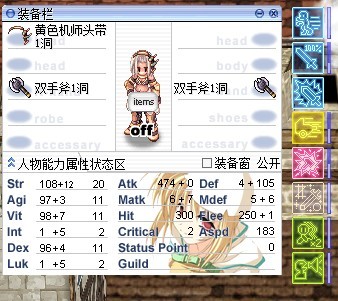 装备栏
黄色机师头带
1洞
head
head
body
双手斧1洞
双手斧1洞
hand
robe
shoes
accessary
accessary
items
off
人物能力属性状态区
装备窗 公开
Str 108+12 20 Atk 474 + 0 Def 4 + 105
Agi 97+3 11 Matk 6 + 7 Mdef 5 + 6
Vit 98+7 11 Hit 300 Flee 250 + 1
Int 1 +5 2 Critical 2 Aspd 183
Dex 96+4 11 Status Point 0
Luk 1 +5 2 Guild